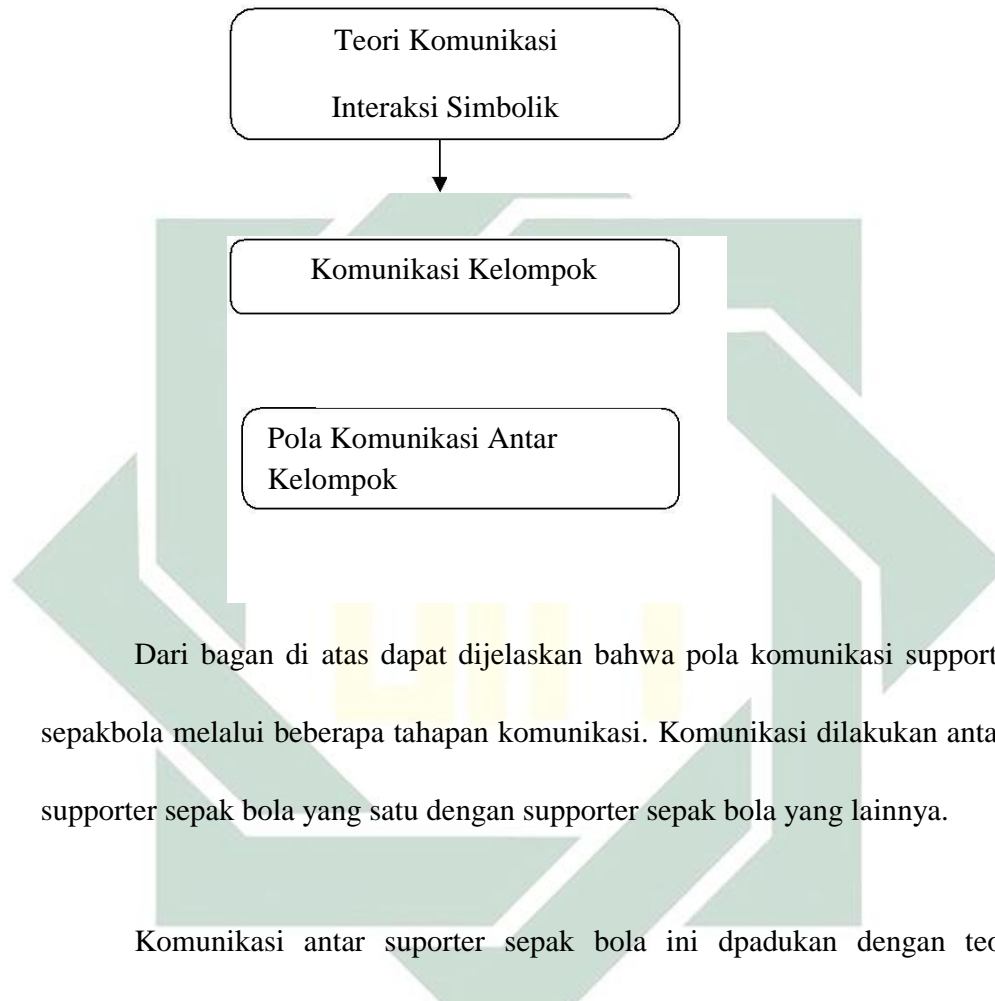 Teori Komunikasi
Interaksi Simbolik
Komunikasi Kelompok
Pola Komunikasi Antar
Kelompok
Dari bagan di atas dapat dijelaskan bahwa pola komunikasi support
sepakbola melalui beberapa tahapan komunikasi. Komunikasi dilakukan anta
supporter sepak bola yang satu dengan supporter sepak bola yang lainnya.
Komunikasi antar suporter sepak bola ini dpadukan dengan teo